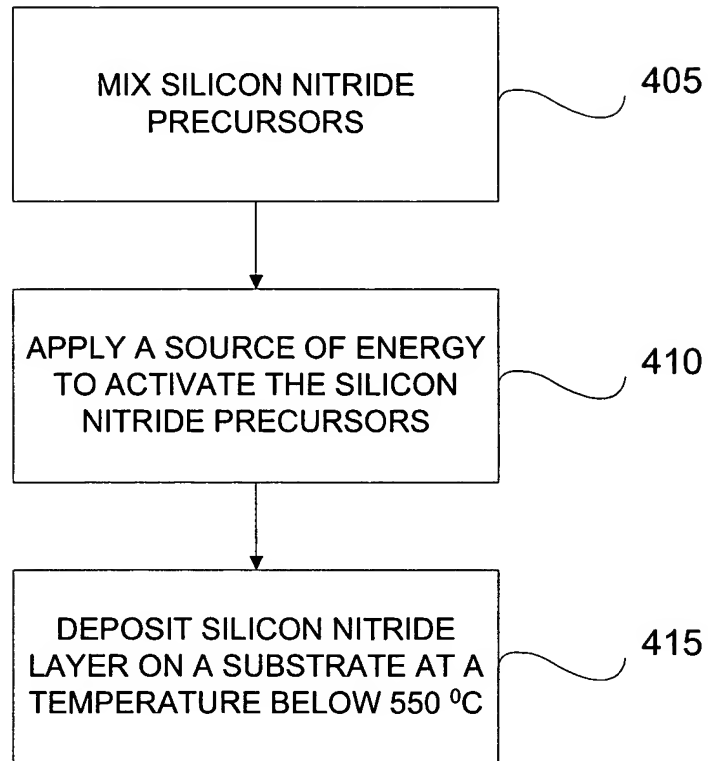 MIX SILICON NITRIDE
PRECURSORS
405
APPLY A SOURCE OF ENERGY
TO ACTIVATE THE SILICON
NITRIDE PRECURSORS
410
DEPOSIT SILICON NITRIDE
LAYER ON A SUBSTRATE AT A
TEMPERATURE BELOW 550 ⁰C
415